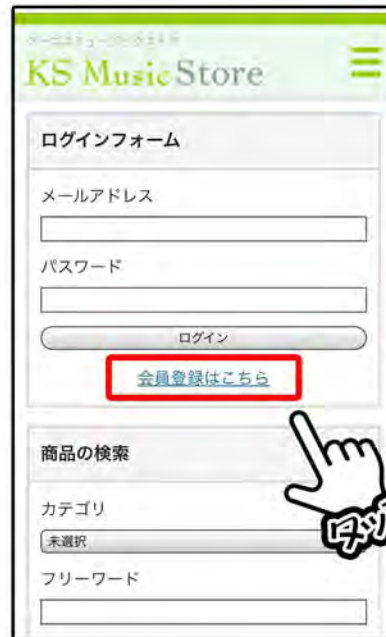 KS Music Store
ログインフォーム
メールアドレス
パスワード
ログイン
会員登録はこちら
商品の検索
カテゴリ
未選択
フリーワード